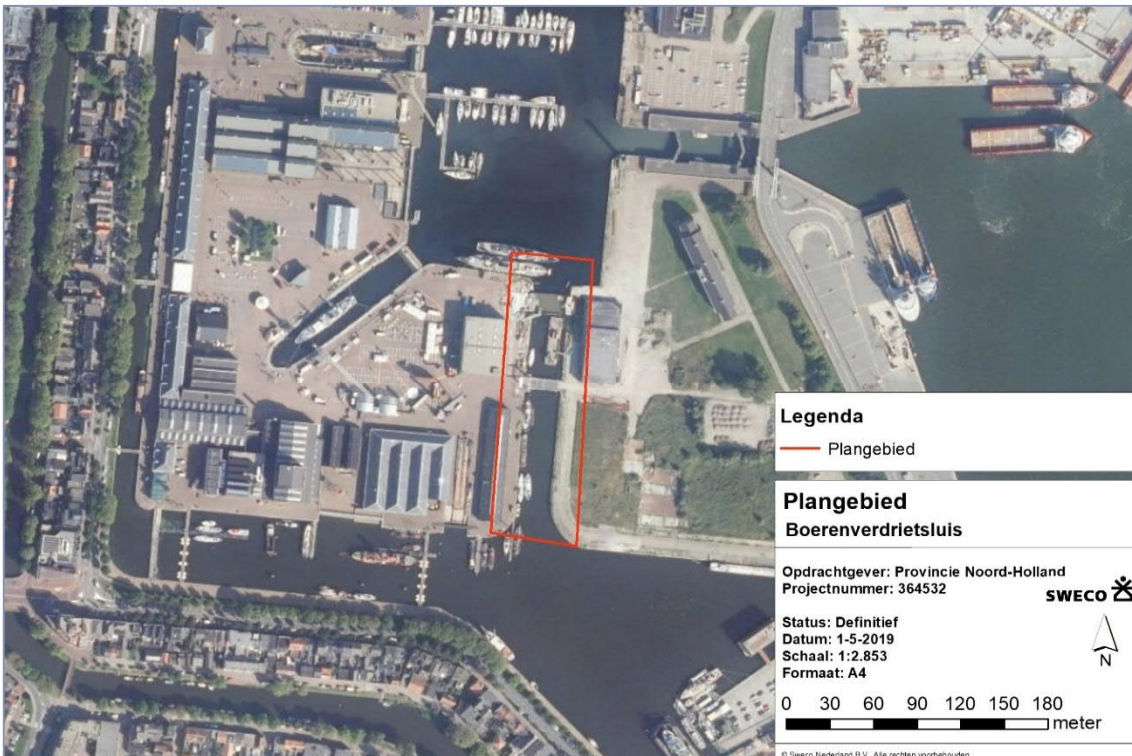 Legenda
Plangebied
Plangebied
Boerenverdrietsluis
Opdrachtgever: Provincie Noord-Holland
Projectnummer: 364532
SWECO
Status: Definitief
Datum: 1-5-2019
Schaal: 1:2.853
Formaat: A4
N
0 30 60 90 120 150 180
meter
© Sweco Nederland B.V. Alle rechten voorbehouden